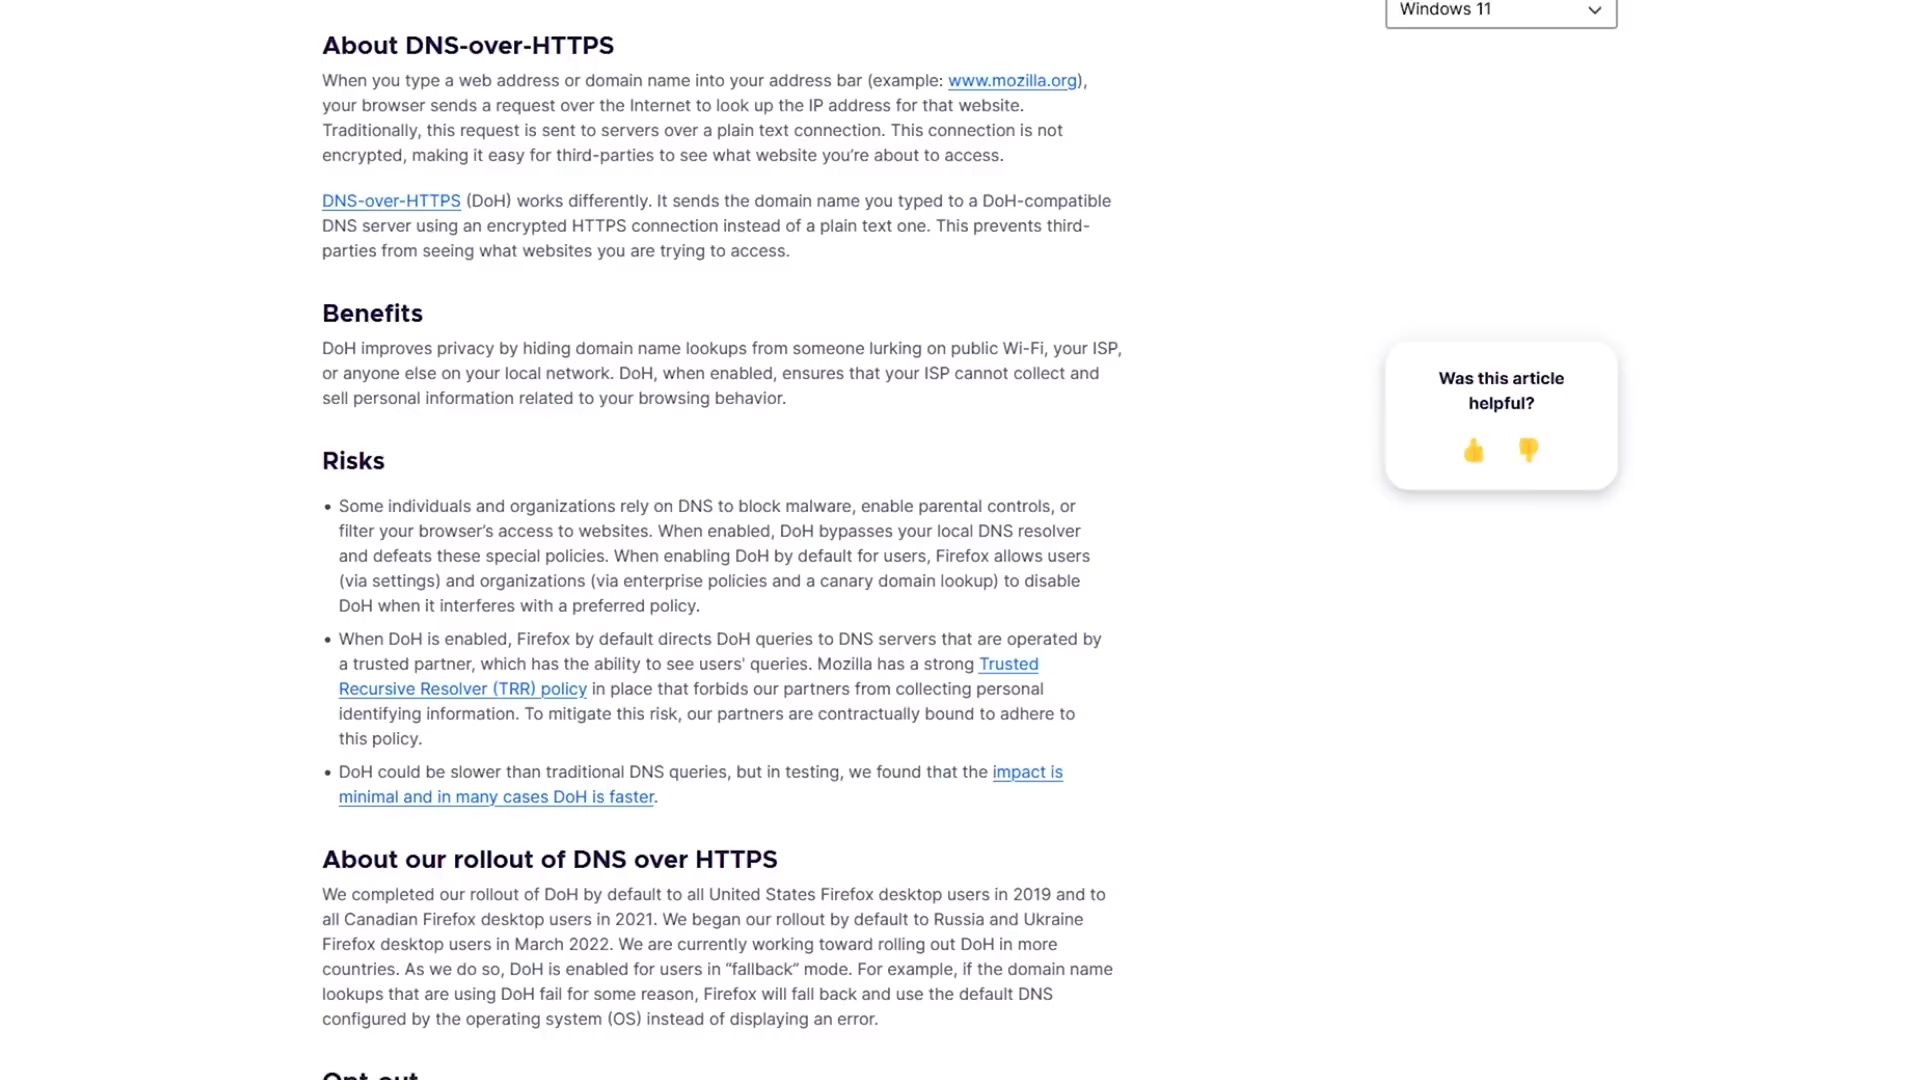 Windows 11
About DNS-over-HTTPS
When you type a web address or domain name into your address bar (example: www.mozilla.org),
your browser sends a request over the Internet to look up the IP address for that website.
Traditionally, this request is sent to servers over a plain text connection. This connection is not
encrypted, making it easy for third-parties to see what website you’re about to access.
DNS-over-HTTPS (DoH) works differently. It sends the domain name you typed to a DoH-compatible
DNS server using an encrypted HTTPS connection instead of a plain text one. This prevents third-
parties from seeing what websites you are trying to access.
Benefits
DoH improves privacy by hiding domain name lookups from someone lurking on public Wi-Fi, your ISP,
or anyone else on your local network. DoH, when enabled, ensures that your ISP cannot collect and
sell personal information related to your browsing behavior.
Was this article
helpful?
Risks
• Some individuals and organizations rely on DNS to block malware, enable parental controls, or
filter your browser’s access to websites. When enabled, DoH bypasses your local DNS resolver
and defeats these special policies. When enabling DoH by default for users, Firefox allows users
(via settings) and organizations (via enterprise policies and a canary domain lookup) to disable
DoH when it interferes with a preferred policy.
• When DoH is enabled, Firefox by default directs DoH queries to DNS servers that are operated by
a trusted partner, which has the ability to see users' queries. Mozilla has a strong Trusted
Recursive Resolver (TRR) policy in place that forbids our partners from collecting personal
identifying information. To mitigate this risk, our partners are contractually bound to adhere to
this policy.
• DoH could be slower than traditional DNS queries, but in testing, we found that the impact is
minimal and in many cases DoH is faster.
About our rollout of DNS over HTTPS
We completed our rollout of DoH by default to all United States Firefox desktop users in 2019 and to
all Canadian Firefox desktop users in 2021. We began our rollout by default to Russia and Ukraine
Firefox desktop users in March 2022. We are currently working toward rolling out DoH in more
countries. As we do so, DoH is enabled for users in “fallback” mode. For example, if the domain name
lookups that are using DoH fail for some reason, Firefox will fall back and use the default DNS
configured by the operating system (OS) instead of displaying an error.
Opt-out